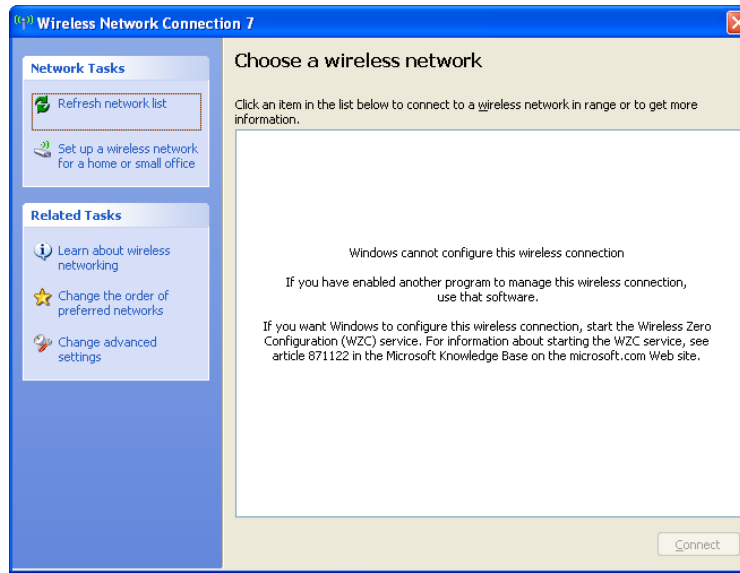 Wireless Network Connection 7
Network Tasks
Refresh network list
Set up a wireless network
for a home or small office
Related Tasks
Learn about wireless
networking
Change the order of
preferred networks
Change advanced
settings
Choose a wireless network
Click an item in the list below to connect to a wireless network in range or to get more
information.
Windows cannot configure this wireless connection
If you have enabled another program to manage this wireless connection,
use that software.
If you want Windows to configure this wireless connection, start the Wireless Zero
Configuration (WZC) service. For information about starting the WZC service, see
article 871122 in the Microsoft Knowledge Base on the microsoft.com Web site.
Connect